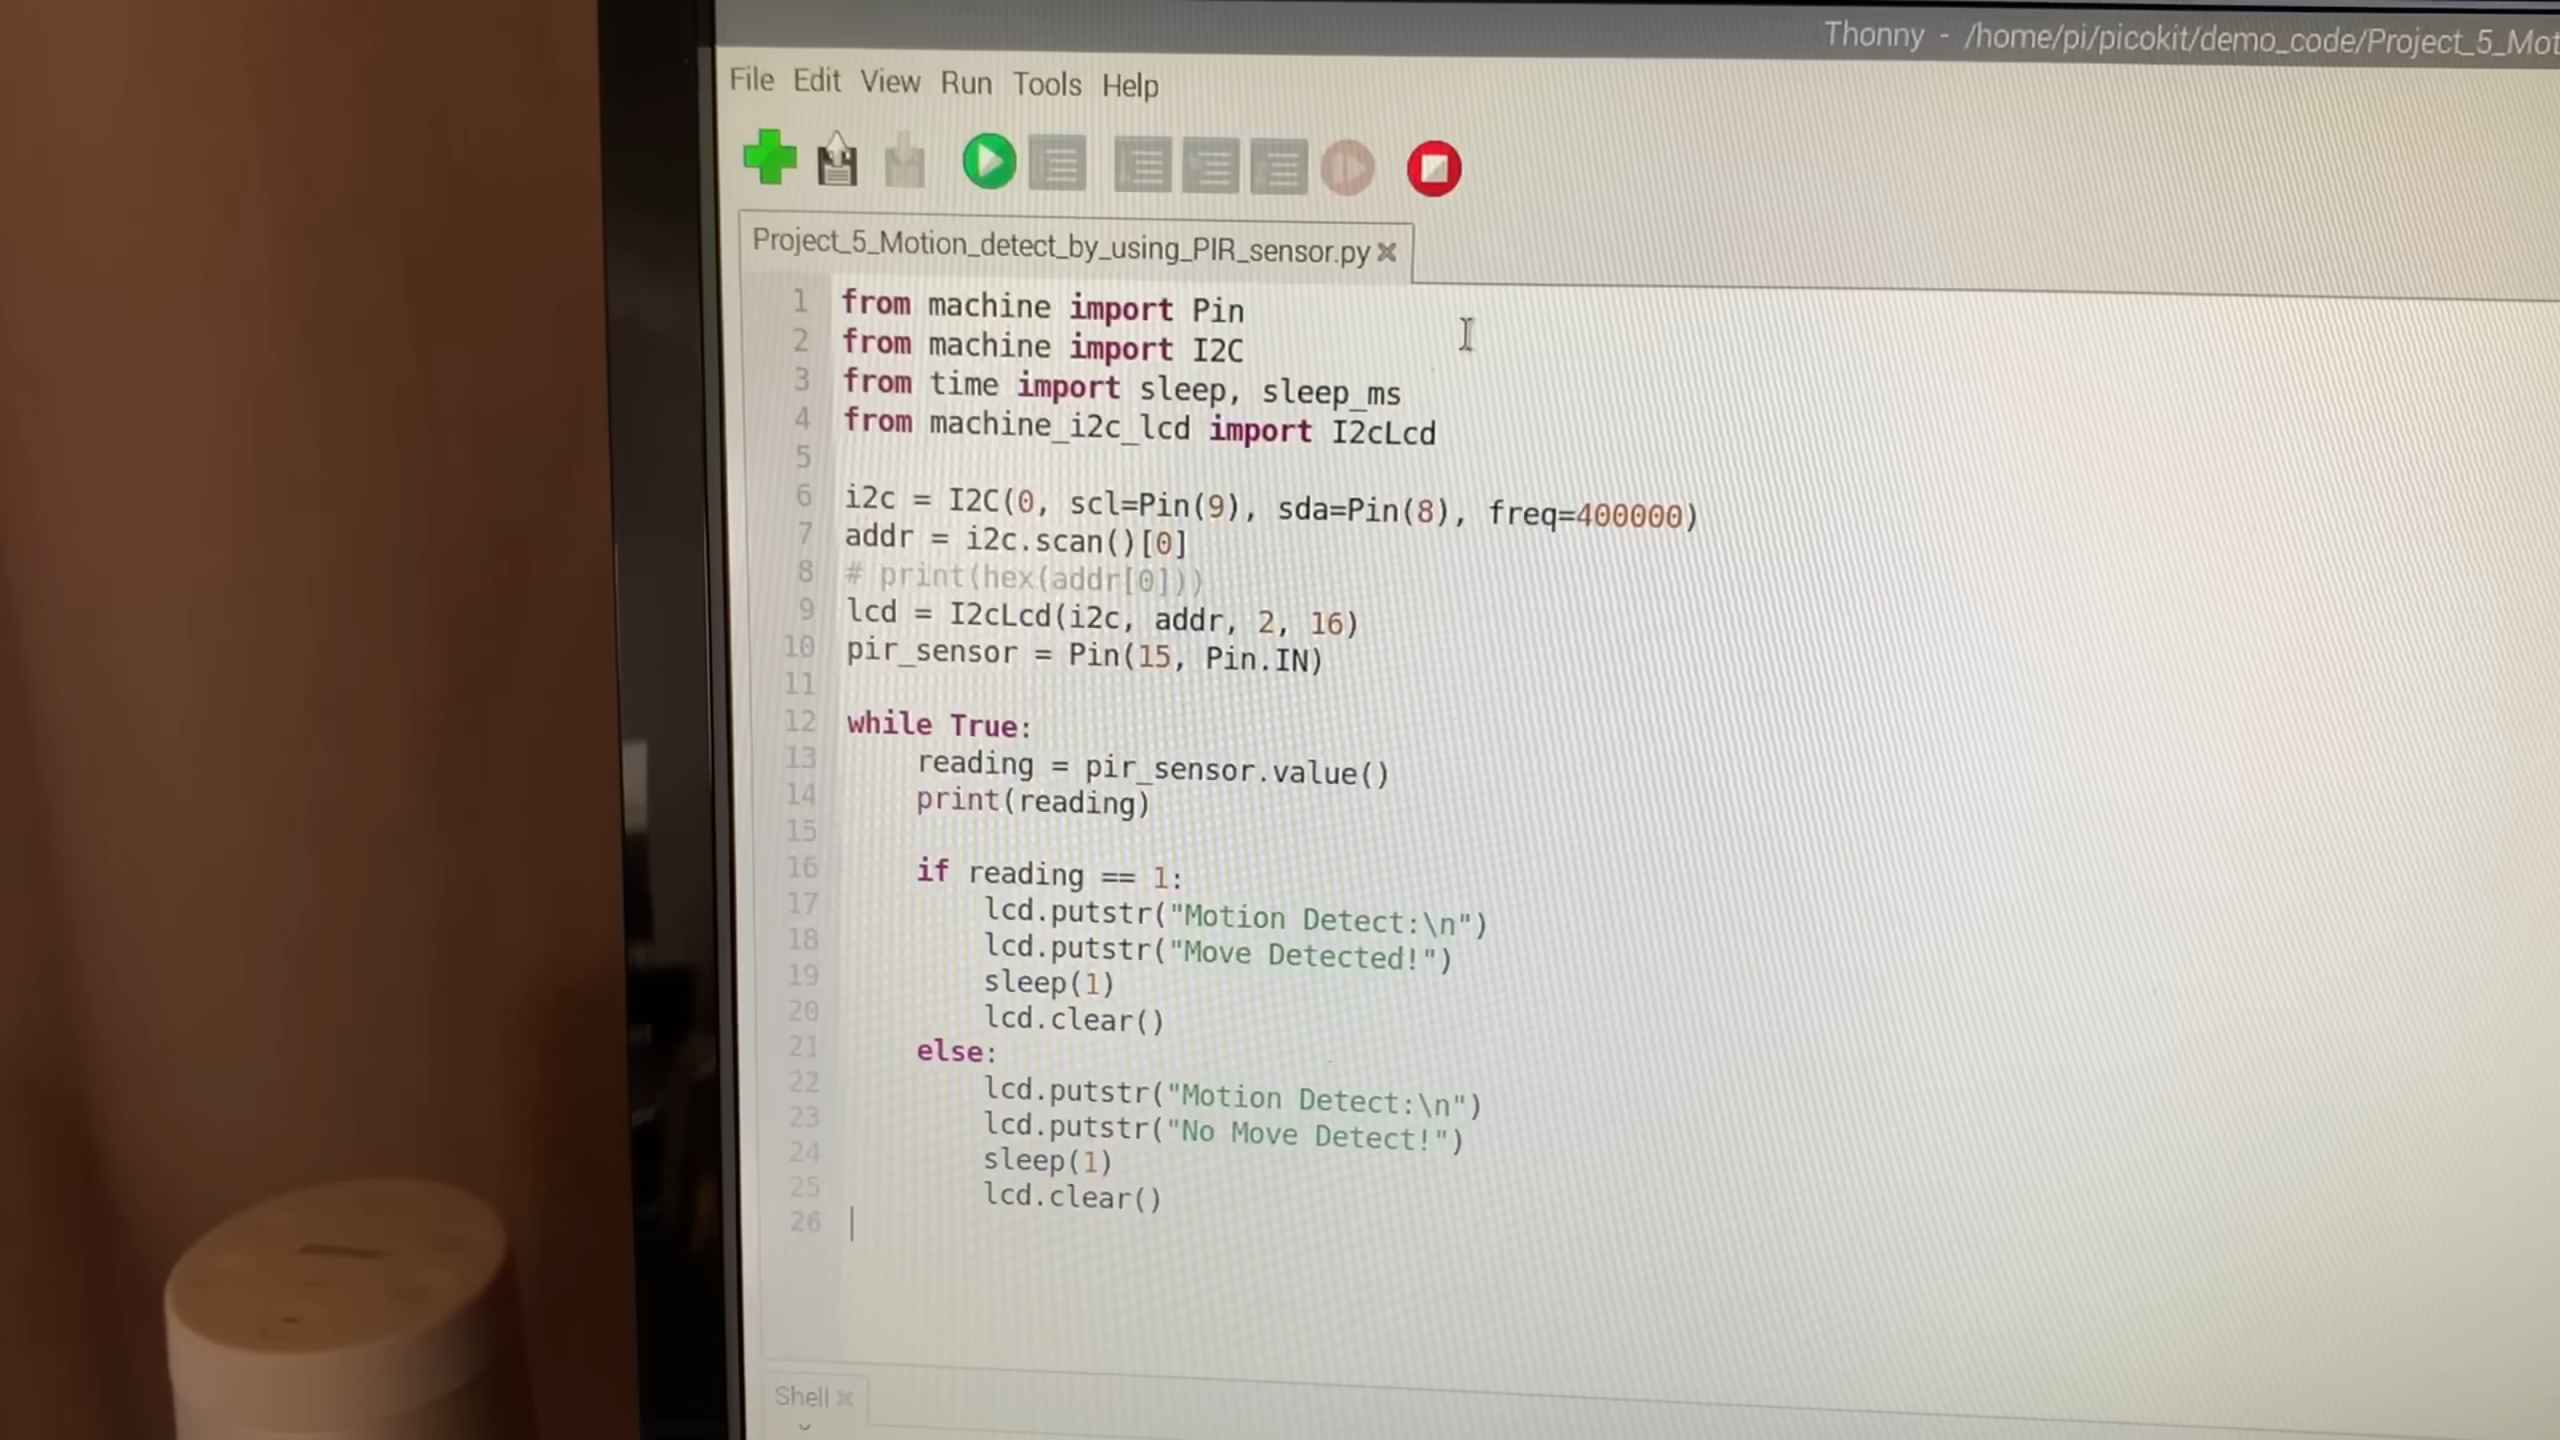 Thonny - /home/pi/picokit/demo_code/Project_5_Mot
File Edit View Run Tools Help
Project_5_Motion_detect_by_using_PIR_sensor.py
1 from machine import Pin
2 from machine import I2C
3 from time import sleep, sleep_ms
4 from machine_i2c_lcd import I2cLcd
5
6 i2c = I2C(0, scl=Pin(9), sda=Pin(8), freq=400000)
7 addr = i2c.scan()[0]
8 # print(hex(addr[0]))
9 lcd = I2cLcd(i2c, addr, 2, 16)
10 pir_sensor = Pin(15, Pin.IN)
11
12 while True:
13     reading = pir_sensor.value()
14     print(reading)
15
16     if reading == 1:
17         lcd.putstr("Motion Detect:\n")
18         lcd.putstr("Move Detected!")
19         sleep(1)
20         lcd.clear()
21     else:
22         lcd.putstr("Motion Detect:\n")
23         lcd.putstr("No Move Detect!")
24         sleep(1)
25         lcd.clear()
26
Shell